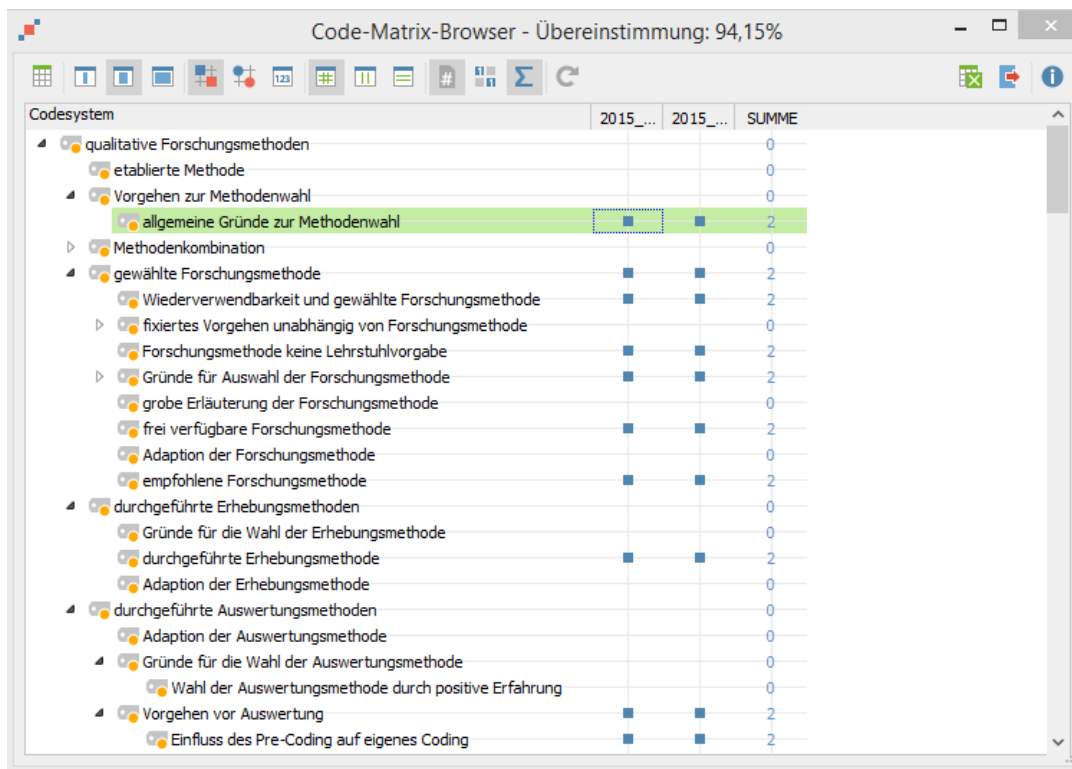 Code-Matrix-Browser - Übereinstimmung: 94,15%
Codesystem 2015_... 2015_... SUMME
qualitative Forschungsmethoden 0
etablierte Methode 0
Vorgehen zur Methodenwahl 0
allgemeine Gründe zur Methodenwahl 2
Methodenkombination 0
gewählte Forschungsmethode 2
Wiederverwendbarkeit und gewählte Forschungsmethode 2
fixiertes Vorgehen unabhängig von Forschungsmethode 0
Forschungsmethode keine Lehrstuhlvorgabe 2
Gründe für Auswahl der Forschungsmethode 2
grobe Erläuterung der Forschungsmethode 0
frei verfügbare Forschungsmethode 2
Adaption der Forschungsmethode 0
empfohlene Forschungsmethode 2
durchgeführte Erhebungsmethoden 0
Gründe für die Wahl der Erhebungsmethode 0
durchgeführte Erhebungsmethode 2
Adaption der Erhebungsmethode 0
durchgeführte Auswertungsmethoden 0
Adaption der Auswertungsmethode 0
Gründe für die Wahl der Auswertungsmethode 0
Wahl der Auswertungsmethode durch positive Erfahrung 0
Vorgehen vor Auswertung 2
Einfluss des Pre-Coding auf eigenes Coding 2